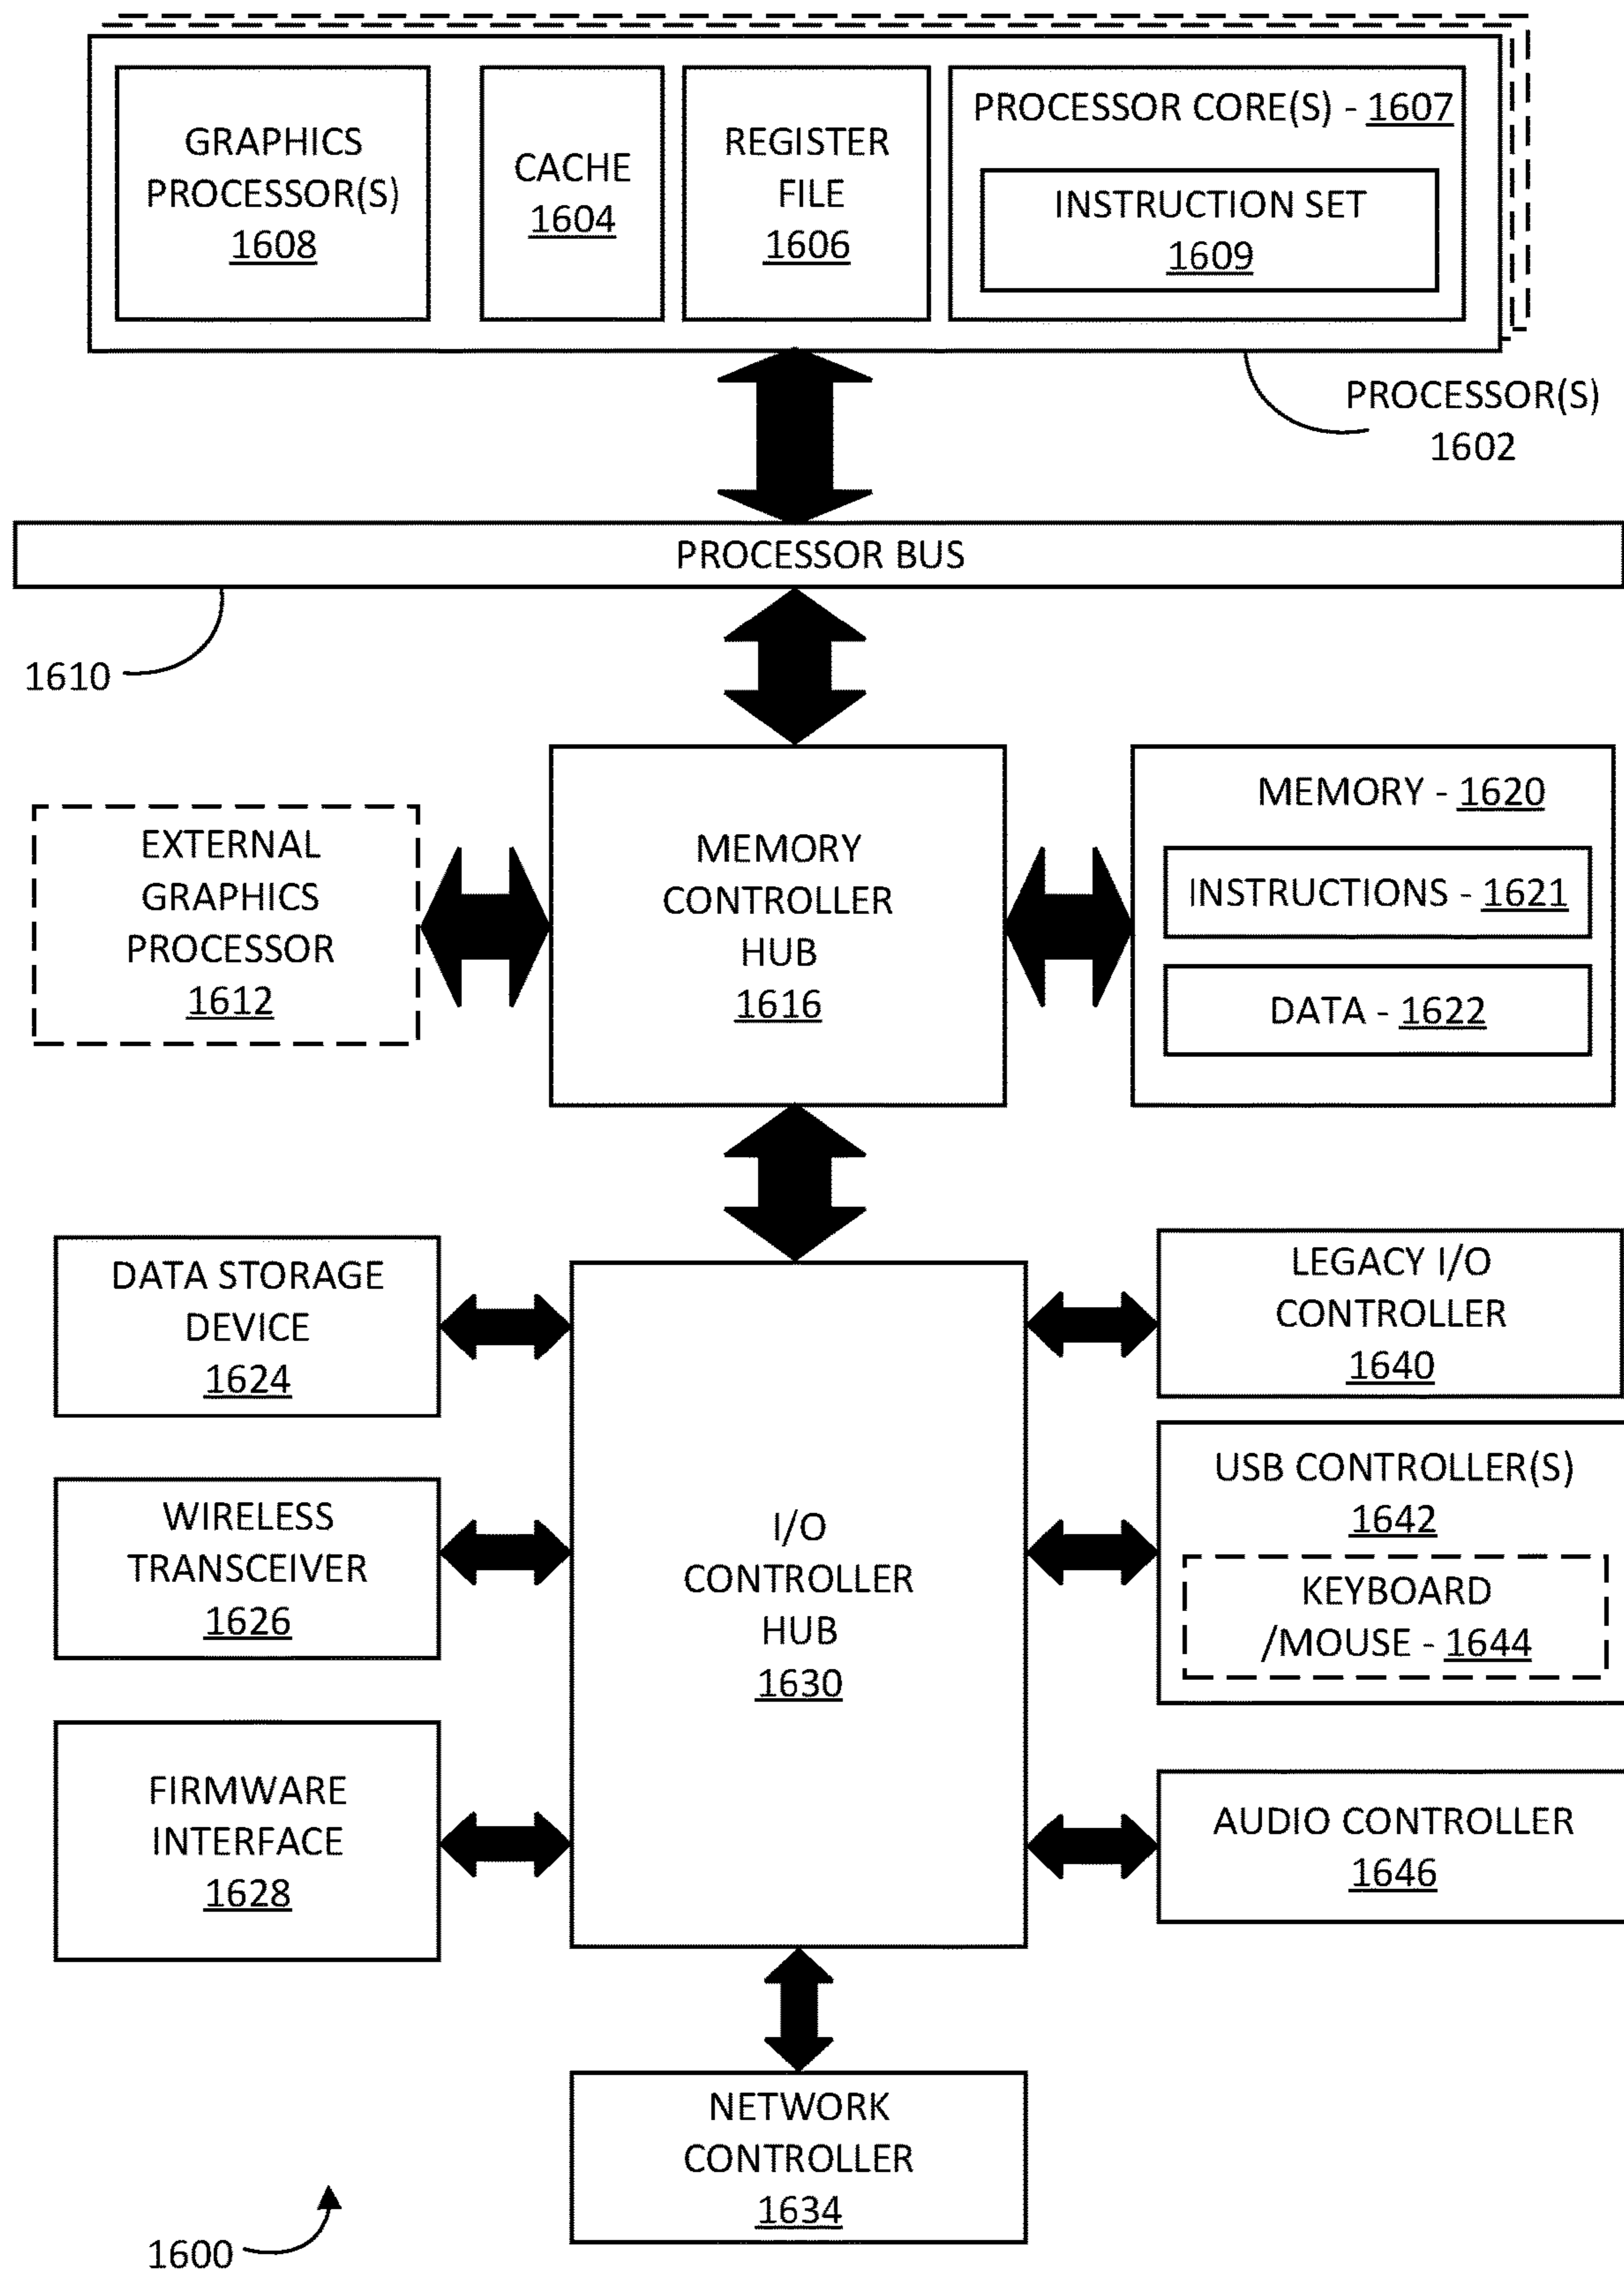 GRAPHICS
PROCESSOR(S)
1608
CACHE
1604
REGISTER
FILE
1606
PROCESSOR CORE(S) - 1607
INSTRUCTION SET
1609
PROCESSOR(S)
1602
PROCESSOR BUS
1610
EXTERNAL
GRAPHICS
PROCESSOR
1612
MEMORY
CONTROLLER
HUB
1616
MEMORY - 1620
INSTRUCTIONS - 1621
DATA - 1622
DATA STORAGE
DEVICE
1624
WIRELESS
TRANSCEIVER
1626
FIRMWARE
INTERFACE
1628
I/O
CONTROLLER
HUB
1630
LEGACY I/O
CONTROLLER
1640
USB CONTROLLER(S)
1642
KEYBOARD
/MOUSE - 1644
AUDIO CONTROLLER
1646
NETWORK
CONTROLLER
1634
1600